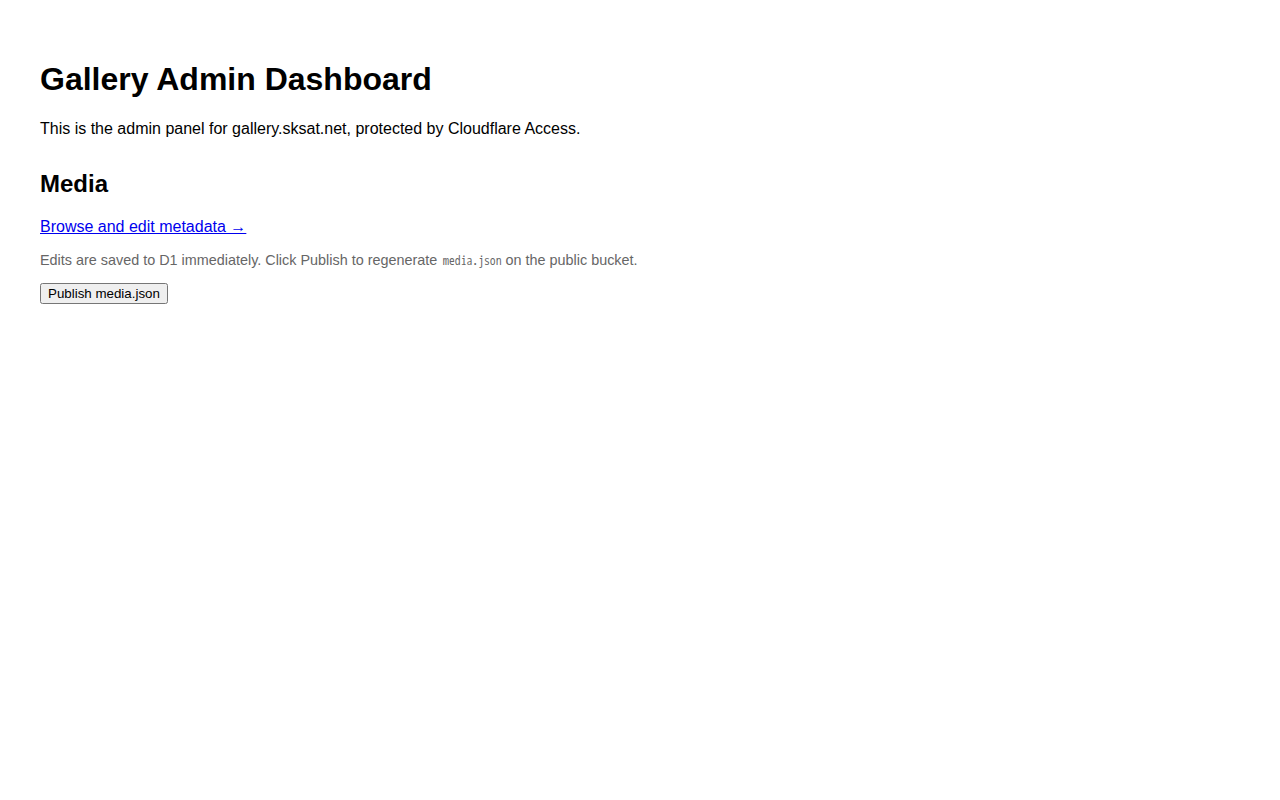 Gallery Admin Dashboard
This is the admin panel for gallery.sksat.net, protected by Cloudflare Access.
Media
Browse and edit metadata →
Edits are saved to D1 immediately. Click Publish to regenerate media.json on the public bucket.
Publish media.json